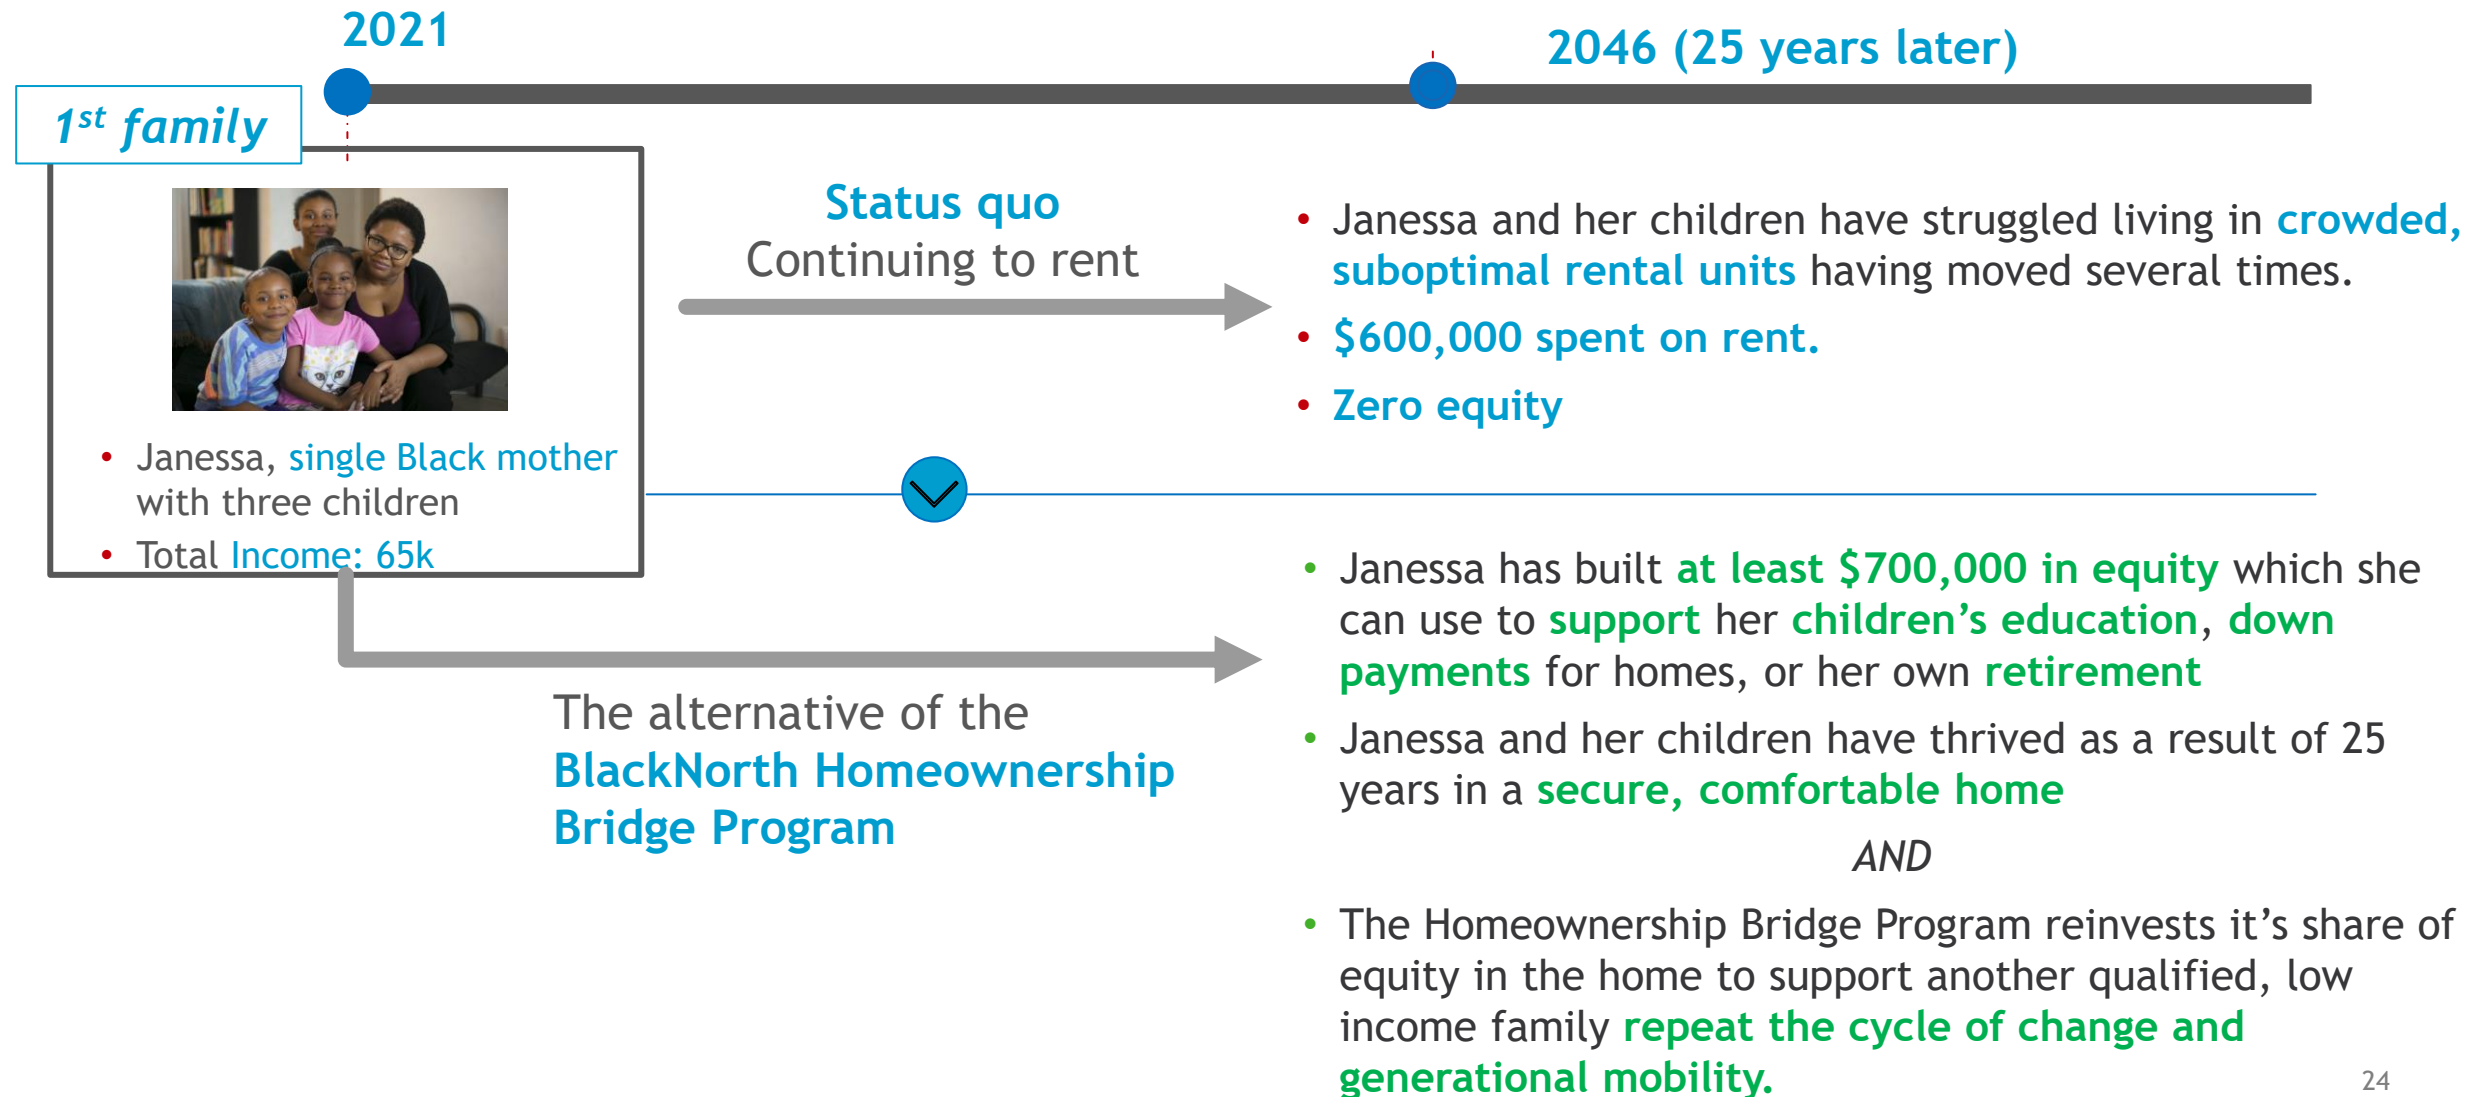 2021
2046 (25 years later)
1st family
Janessa, single Black mother
with three children
Total Income: 65k
Status quo
Continuing to rent
• Janessa and her children have struggled living in crowded,
suboptimal rental units having moved several times.
• $600,000 spent on rent.
• Zero equity
The alternative of the
BlackNorth Homeownership
Bridge Program
• Janessa has built at least $700,000 in equity which she
can use to support her children’s education, down
payments for homes, or her own retirement
• Janessa and her children have thrived as a result of 25
years in a secure, comfortable home
AND
• The Homeownership Bridge Program reinvests it’s share of
equity in the home to support another qualified, low
income family repeat the cycle of change and
generational mobility.
24